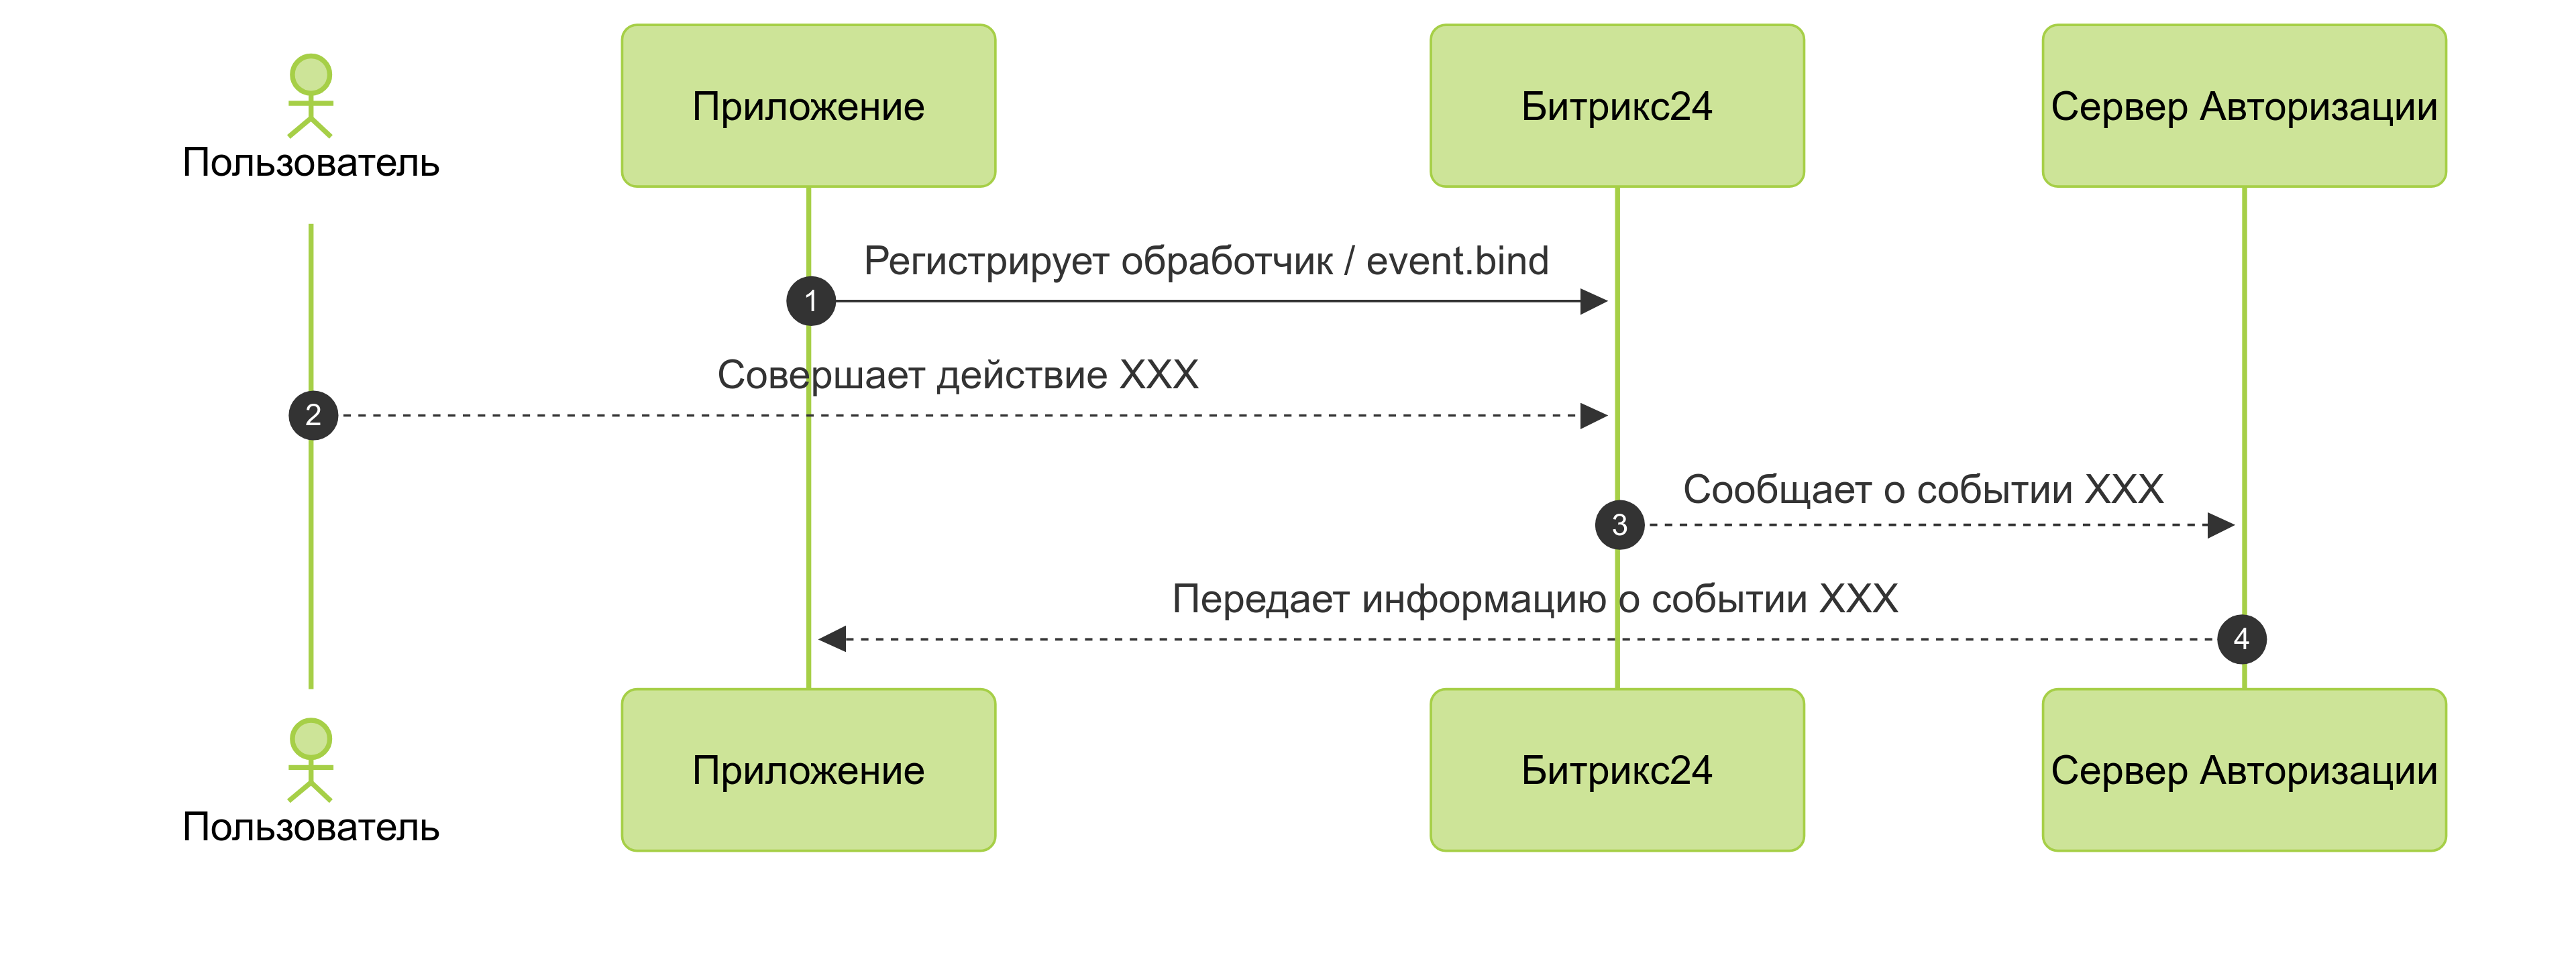 Пользователь
Приложение
Битрикс24
Сервер Авторизации
Регистрирует обработчик / event.bind
1
Совершает действие XXX
2
Сообщает о событии XXX
3
Передает информацию о событии XXX
4
Пользователь
Приложение
Битрикс24
Сервер Авторизации